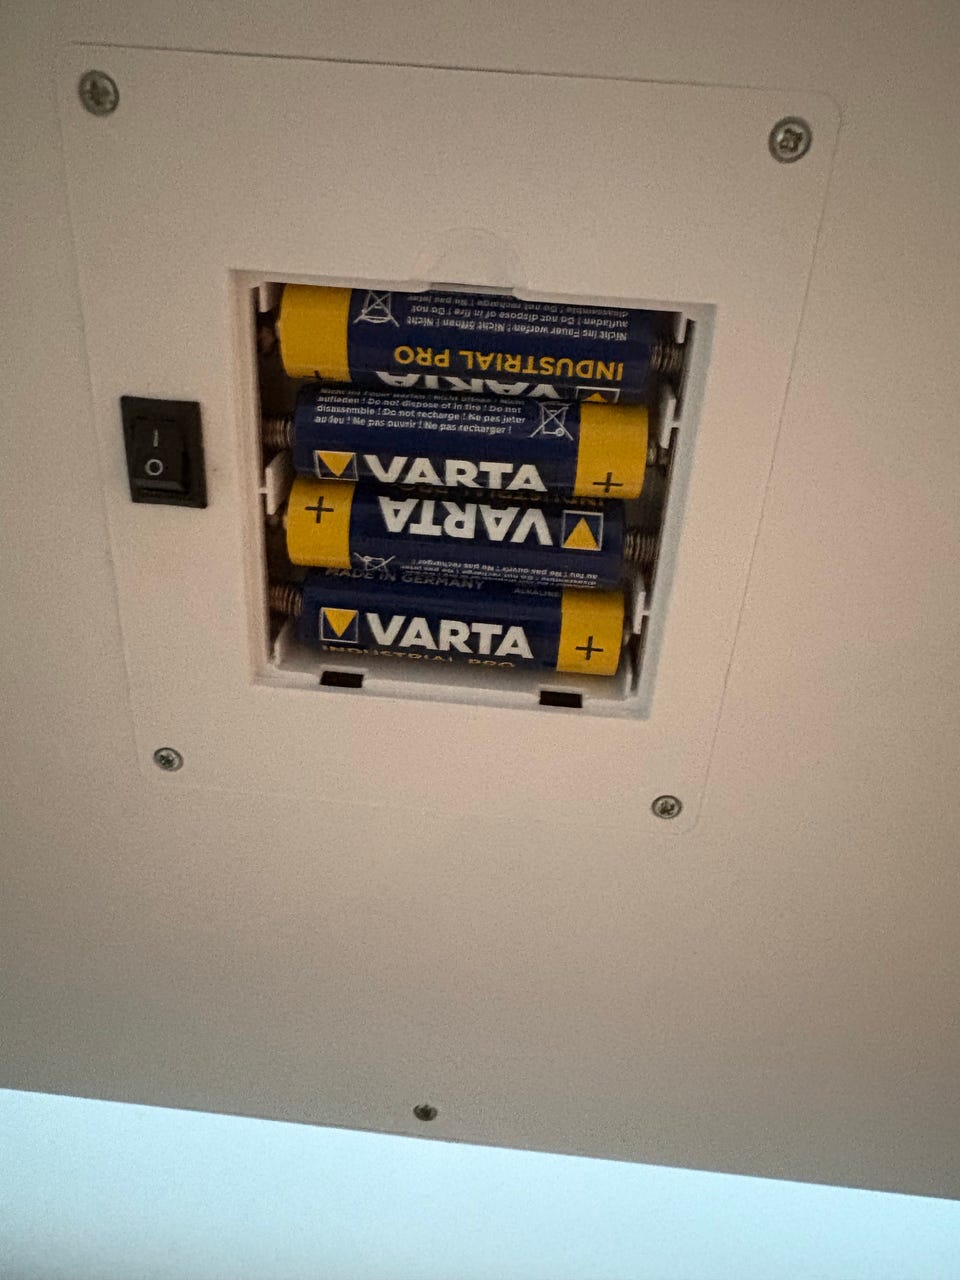 Nicht ins Feuer werfen ! Nicht öffnen ! Nicht
aufladen ! Do not dispose of in fire ! Do not
disassemble ! Do not recharge ! Ne pas jeter
INDUSTRIAL PRO
VARTA
I
O
Nicht ins Feuer werfen ! Nicht öffnen ! Nicht
aufladen ! Do not dispose of in fire ! Do not
disassemble ! Do not recharge ! Ne pas jeter
au feu ! Ne pas ouvrir ! Ne pas recharger !
VARTA
+
INDUSTRIAL PRO
+
VARTA
au feu ! Ne pas ouvrir ! Ne pas recharger !
MADE IN GERMANY
ALKALINE
VARTA
+
INDUSTRIAL PRO